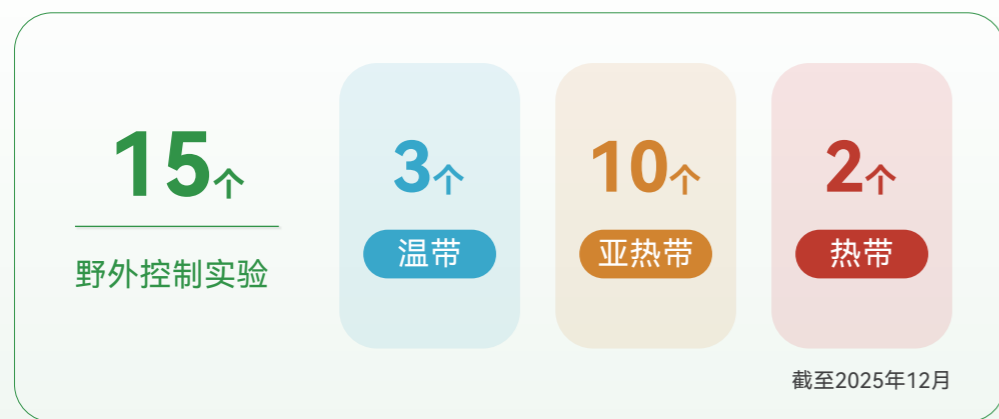 15个
野外控制实验
3个
温带
10个
亚热带
2个
热带
截至2025年12月